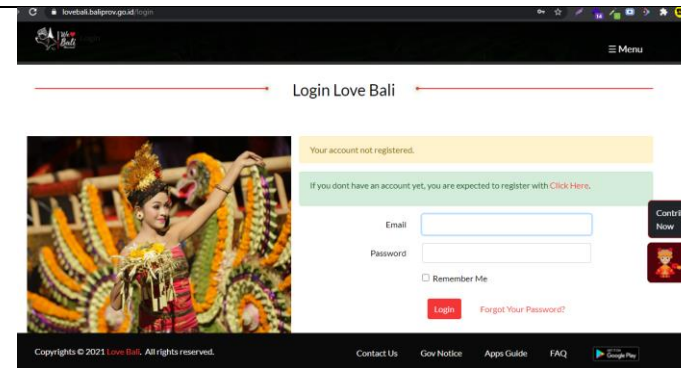 lovebali.baliprov.go.id/login
We
Bali
Menu
Login Love Bali
Your account not registered.
If you dont have an account yet, you are expected to register with Click Here.
Email
Password
Remember Me
Login Forgot Your Password?
Contri
Now
Copyrights © 2021 Love Bali, All rights reserved.
Contact Us Gov Notice Apps Guide FAQ Google Play